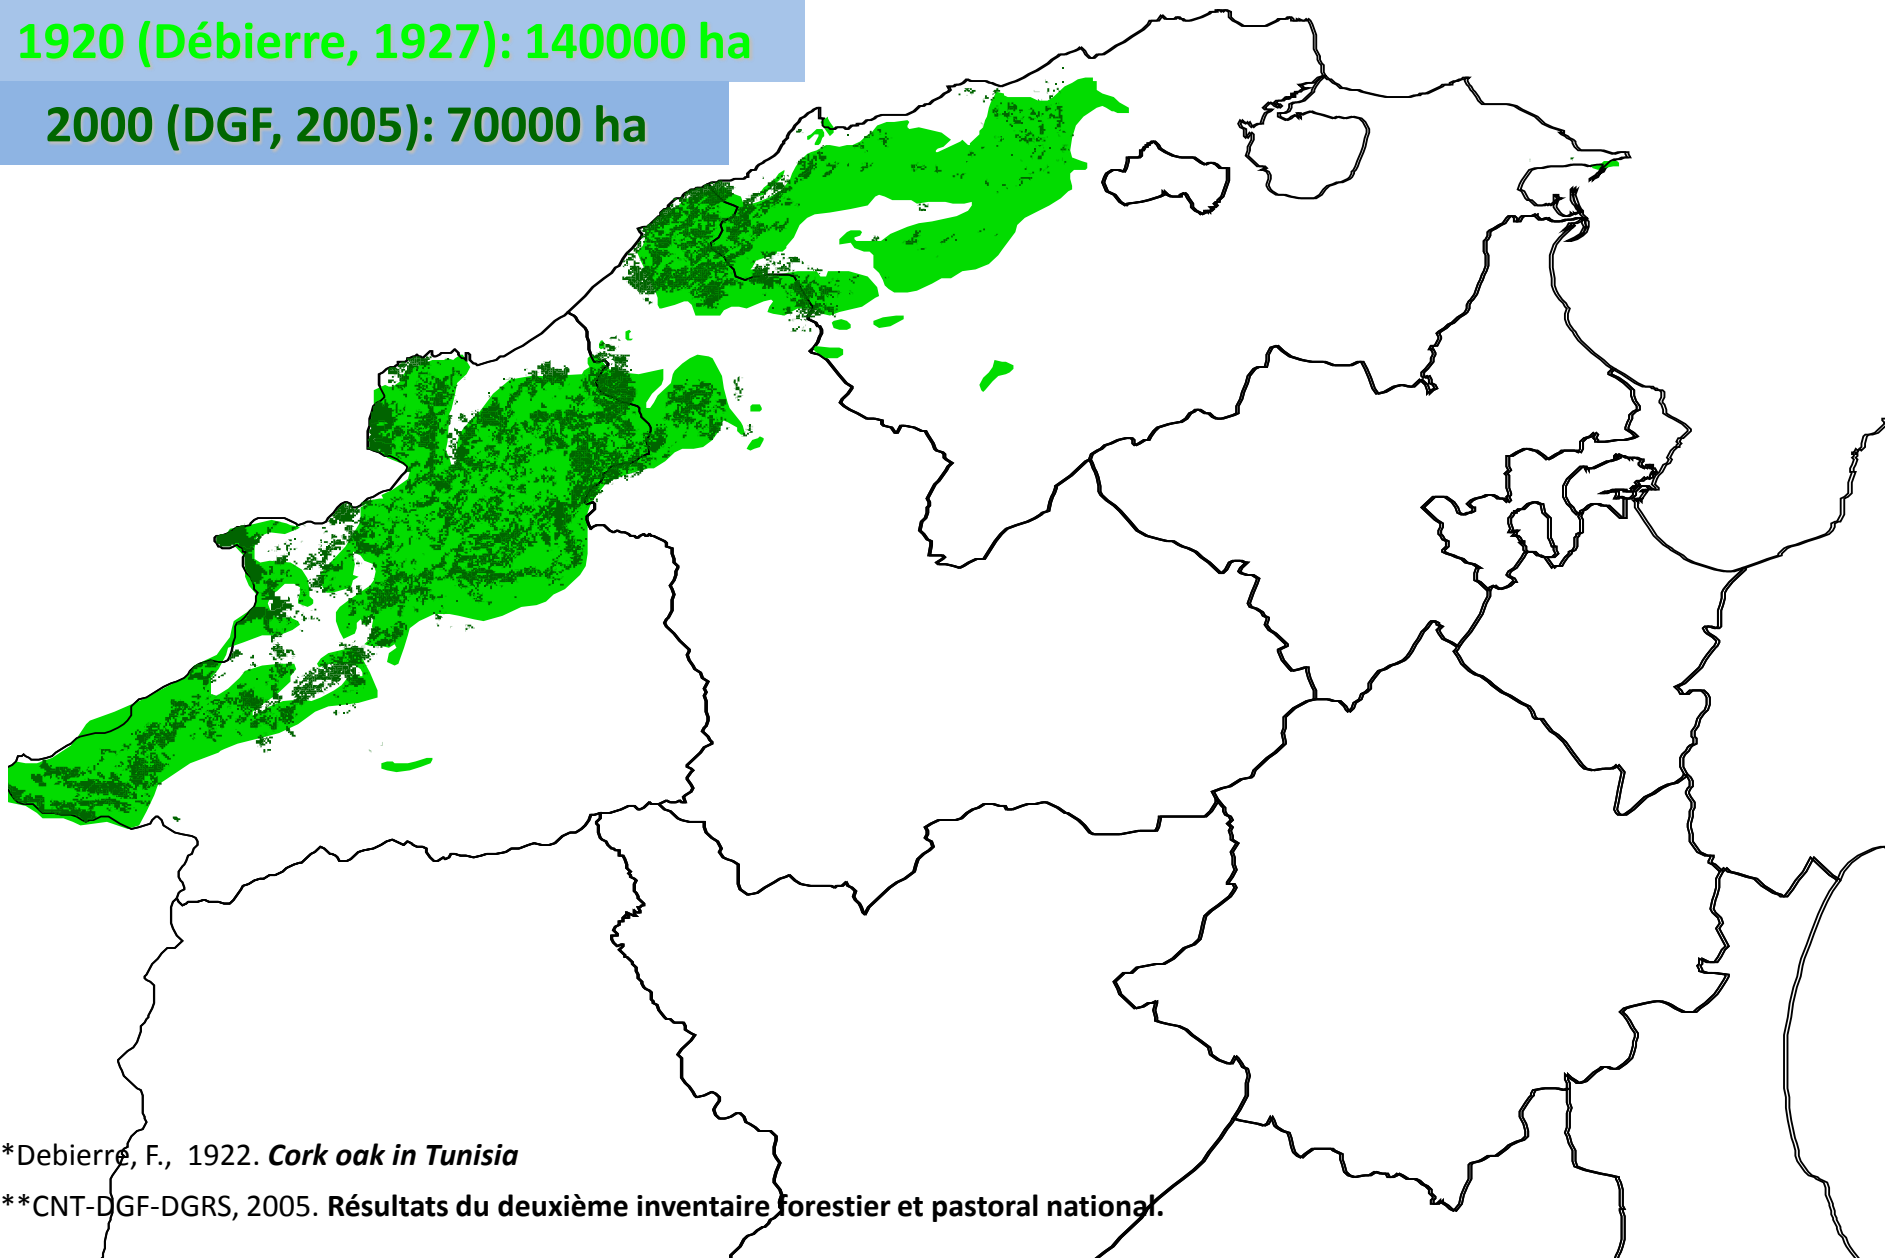 1920 (Débierre, 1927): 140000 ha
2000 (DGF, 2005): 70000 ha
*Debierre, F., 1922. Cork oak in Tunisia
**CNT-DGF-DGRS, 2005. Résultats du deuxième inventaire forestier et pastoral national.